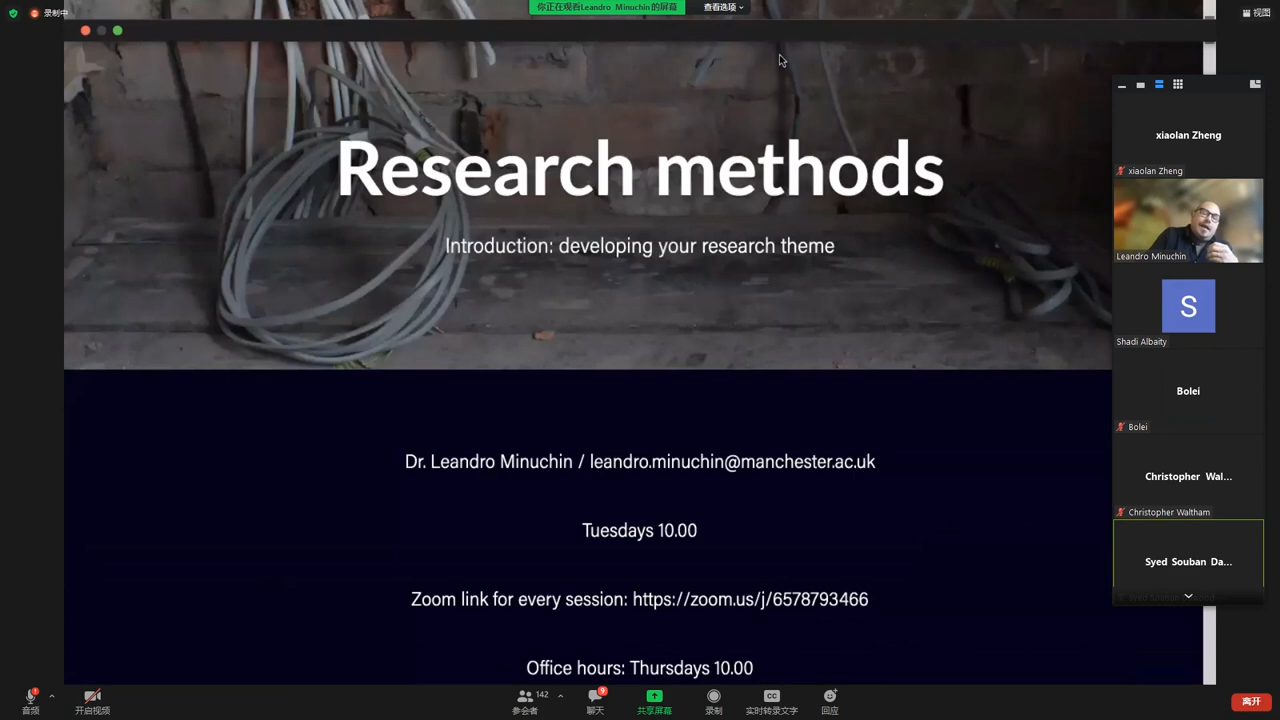 录制中
你正在观看Leandro Minuchin的屏幕
查看选项
视图
Research methods
Introduction: developing your research theme
Dr. Leandro Minuchin / leandro.minuchin@manchester.ac.uk
Tuesdays 10.00
Zoom link for every session: https://zoom.us/j/6578793466
Office hours: Thursdays 10.00
xiaolan Zheng
xiaolan Zheng
Leandro Minuchin
S
Shadi Albaity
Bolei
Bolei
Christopher Wal...
Christopher Waltham
Syed Souban Da...
音频
开启视频
142
参会者
9
聊天
共享屏幕
录制
CC
实时转录文字
回应
离开